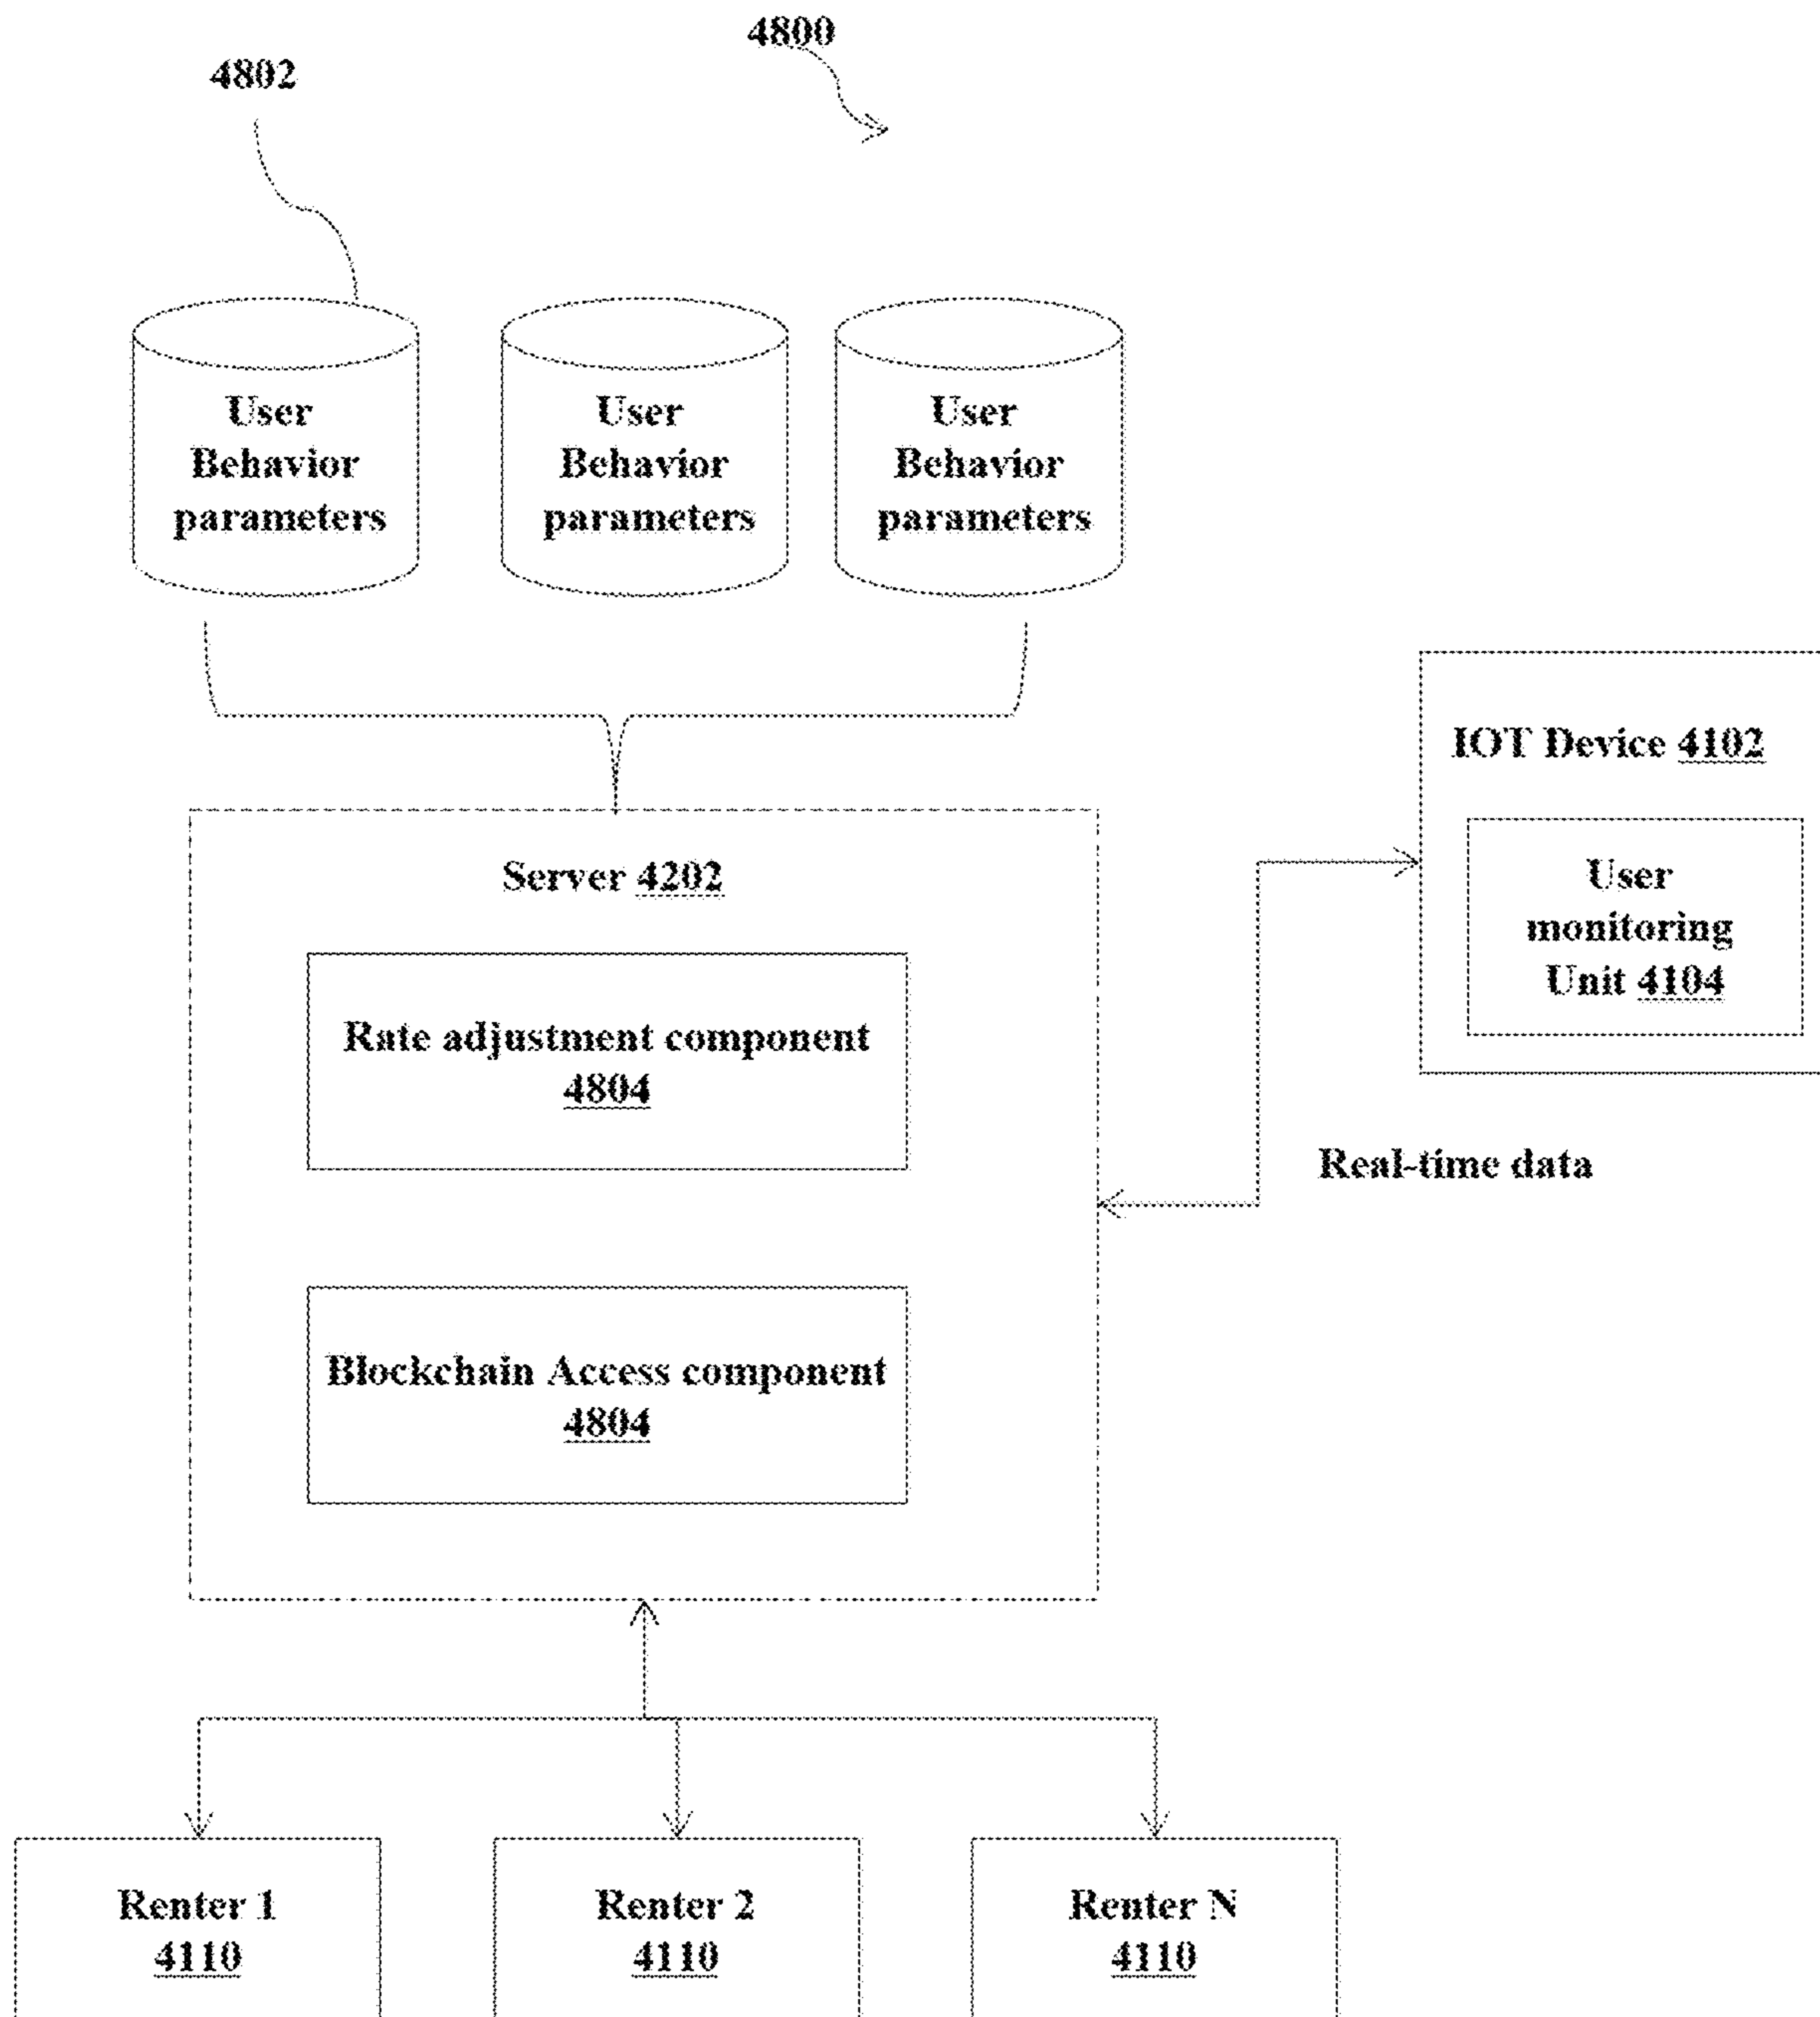 4800
4802
User
Behavior
parameters
User
Behavior
parameters
User
Behavior
parameters
IOT Device 4102
User
monitoring
Unit 4104
Server 4202
Rate adjustment component
4804
Real-time data
Blockchain Access component
4804
Renter 1
4110
Renter 2
4110
Renter N
4110